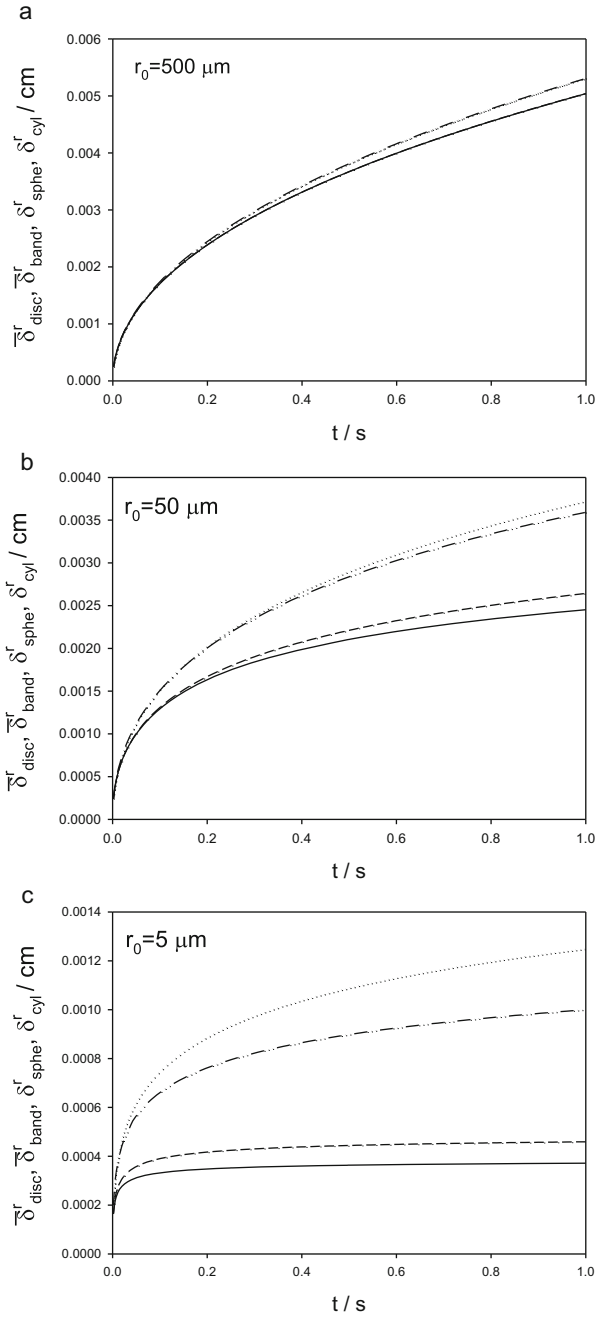 a
0.006
r0=500 μm
0.005
0.004
0.003
0.002
0.001
0.000
0.0 0.2 0.4 0.6 0.8 1.0
t / s
δ̅ʳdisc, δ̅ʳband, δʳsphe, δʳcyl / cm
b
0.0040
r0=50 μm
0.0035
0.0030
0.0025
0.0020
0.0015
0.0010
0.0005
0.0000
0.0 0.2 0.4 0.6 0.8 1.0
t / s
δ̅ʳdisc, δ̅ʳband, δʳsphe, δʳcyl / cm
c
0.0014
r0=5 μm
0.0012
0.0010
0.0008
0.0006
0.0004
0.0002
0.0000
0.0 0.2 0.4 0.6 0.8 1.0
t / s
δ̅ʳdisc, δ̅ʳband, δʳsphe, δʳcyl / cm